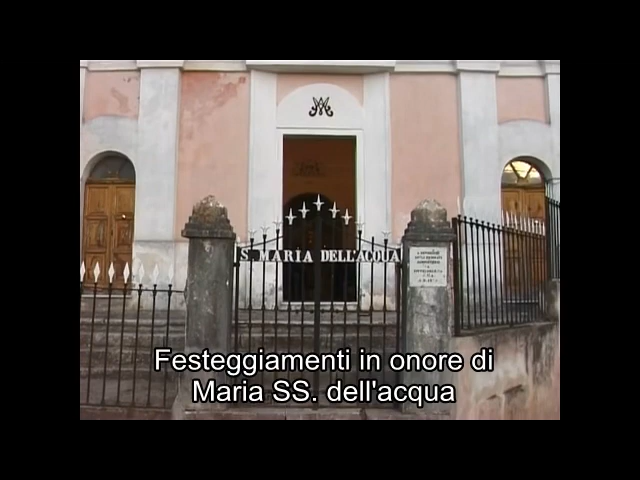 S. MARIA DELL'ACQUA
Festeggiamenti in onore di
Maria SS. dell'acqua